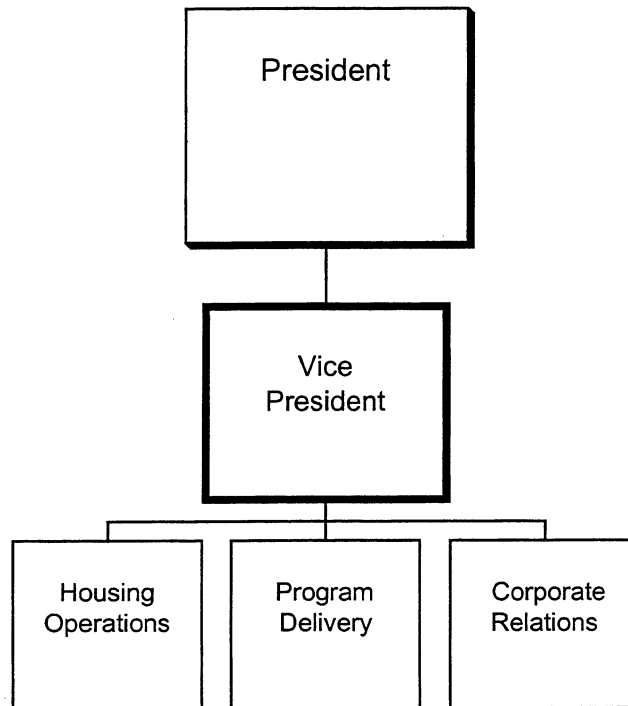 President
Vice
President
Housing
Operations
Program
Delivery
Corporate
Relations